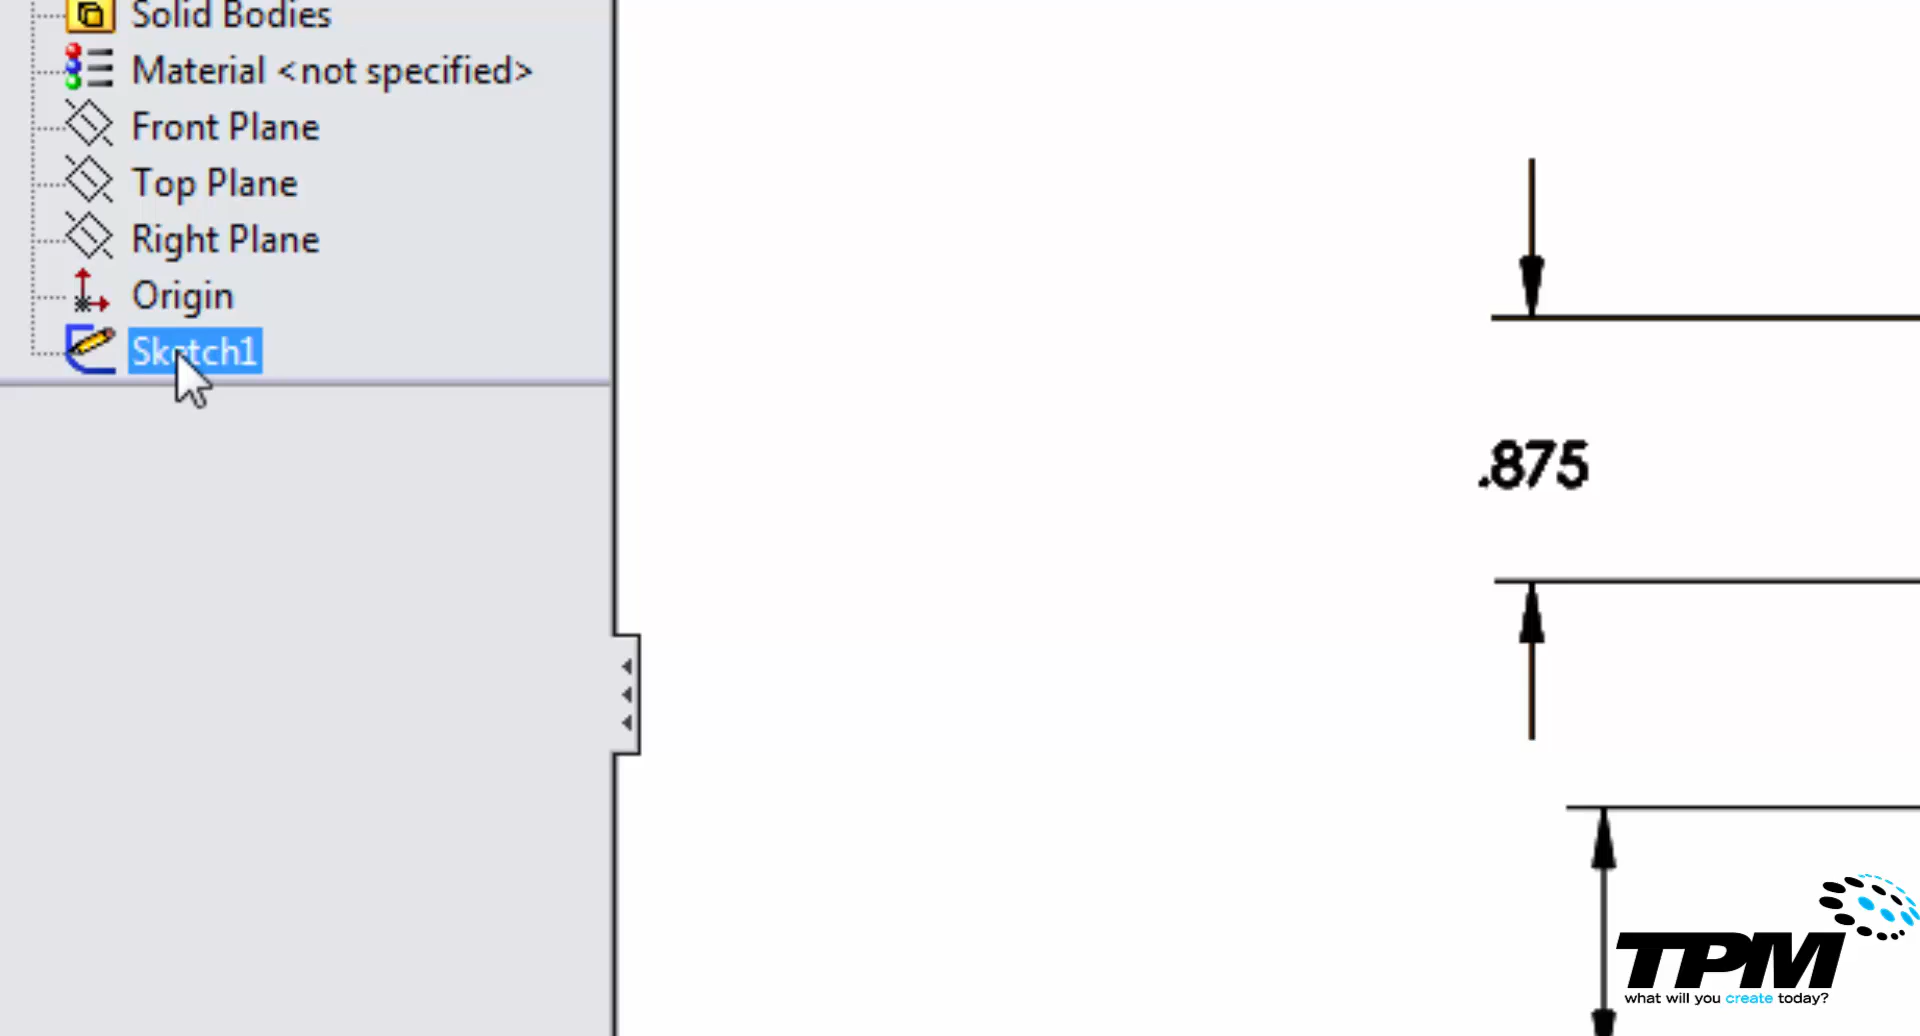 Solid Bodies
Material <not specified>
Front Plane
Top Plane
Right Plane
Origin
Sketch1
.875
TPM
what will you create today?